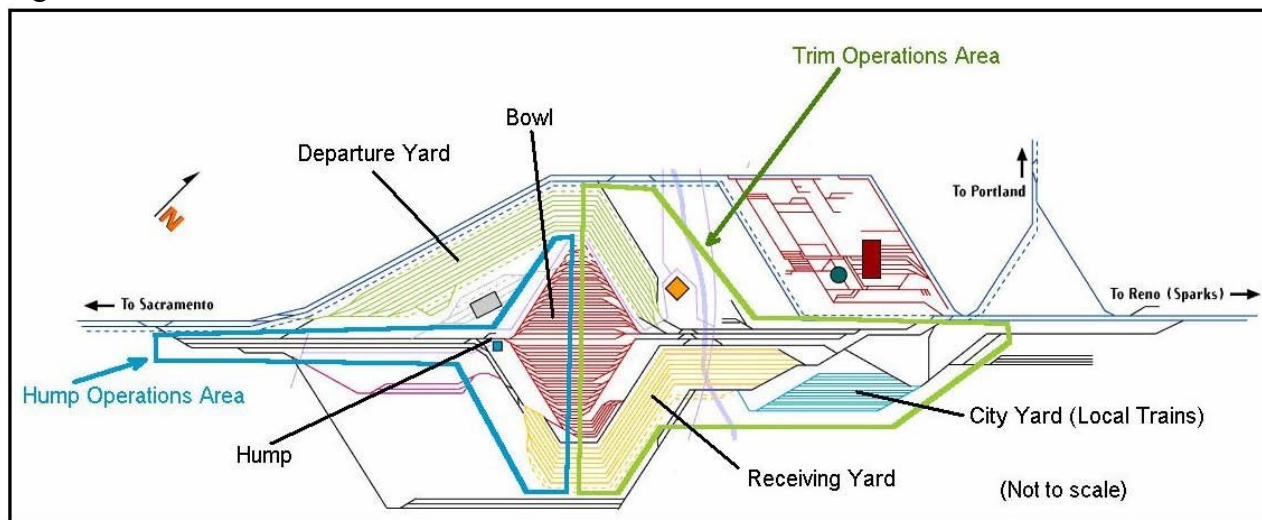 Trim Operations Area
Bowl
Departure Yard
To Portland
N
To Sacramento
To Reno (Sparks)
Hump Operations Area
City Yard (Local Trains)
Hump
Receiving Yard
(Not to scale)